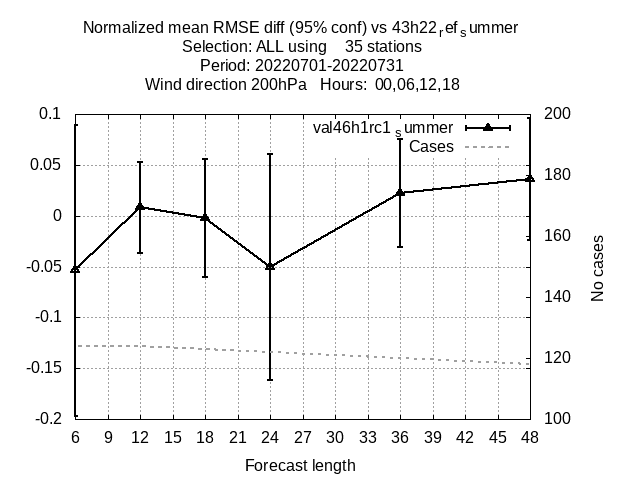 Normalized mean RMSE diff (95% conf) vs 43h22refsummer
Selection: ALL using    35 stations
Period: 20220701-20220731
Wind direction 200hPa   Hours:  00,06,12,18
0.1
0.05
0
-0.05
-0.1
-0.15
-0.2
val46h1rc1summer
Cases
200
180
160
140
120
100
No cases
6 9 12 15 18 21 24 27 30 33 36 39 42 45 48
Forecast length